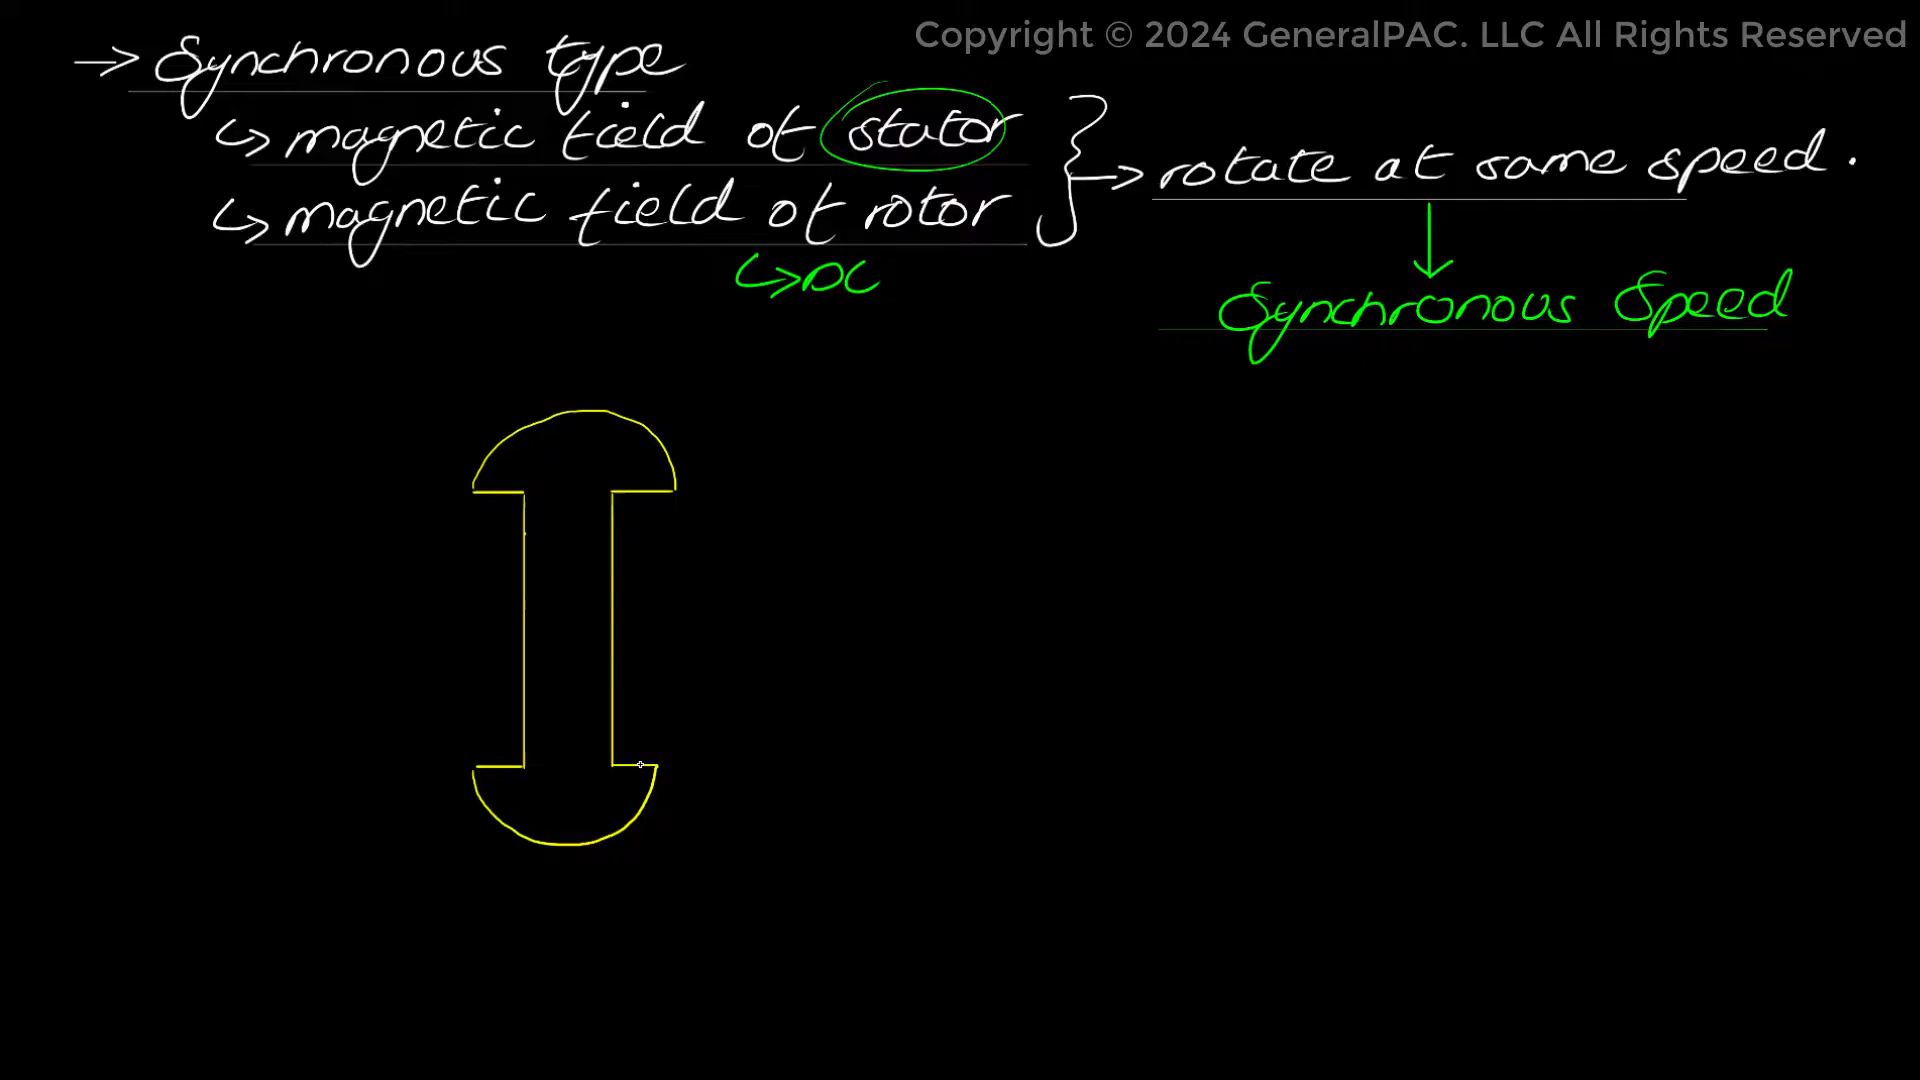 Copyright © 2024 GeneralPAC. LLC All Rights Reserved
→ Synchronous type
↳ magnetic field of stator
↳ magnetic field of rotor
} → rotate at same speed.
↳ DC
↓
Synchronous Speed